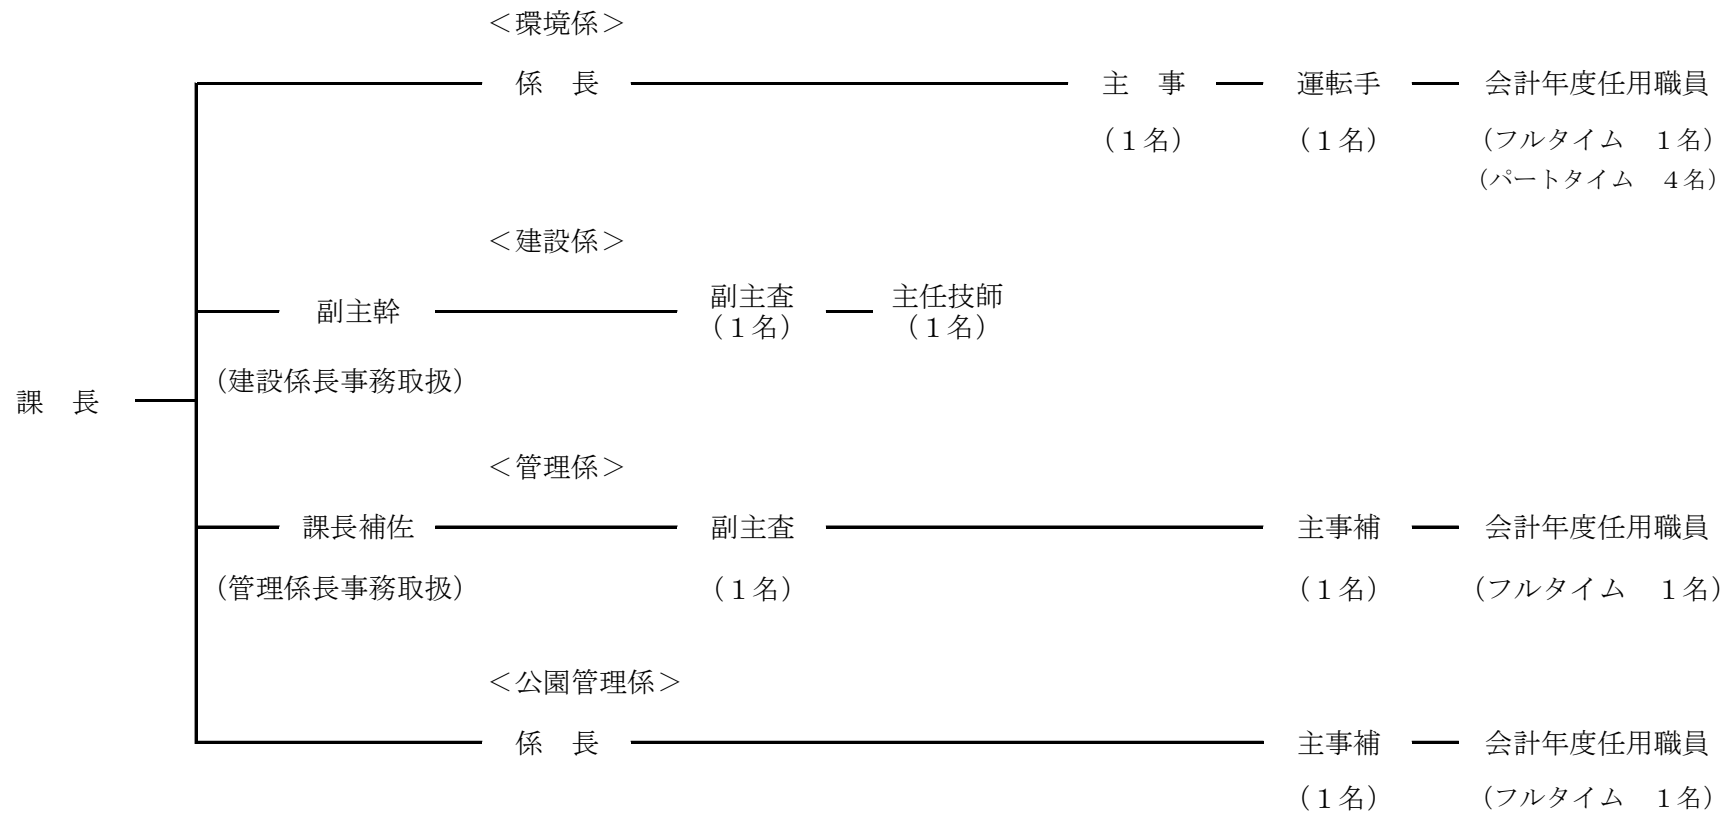 ＜環境係＞
係　長　主　事　運転手　会計年度任用職員
（１名）　（１名）　（フルタイム　１名）
（パートタイム　４名）
＜建設係＞
副主幹　副主査　主任技師
（１名）　（１名）
（建設係長事務取扱）
課　長
＜管理係＞
課長補佐　副主査　主事補　会計年度任用職員
（管理係長事務取扱）　（１名）　（１名）　（フルタイム　１名）
＜公園管理係＞
係　長　主事補　会計年度任用職員
（１名）　（フルタイム　１名）